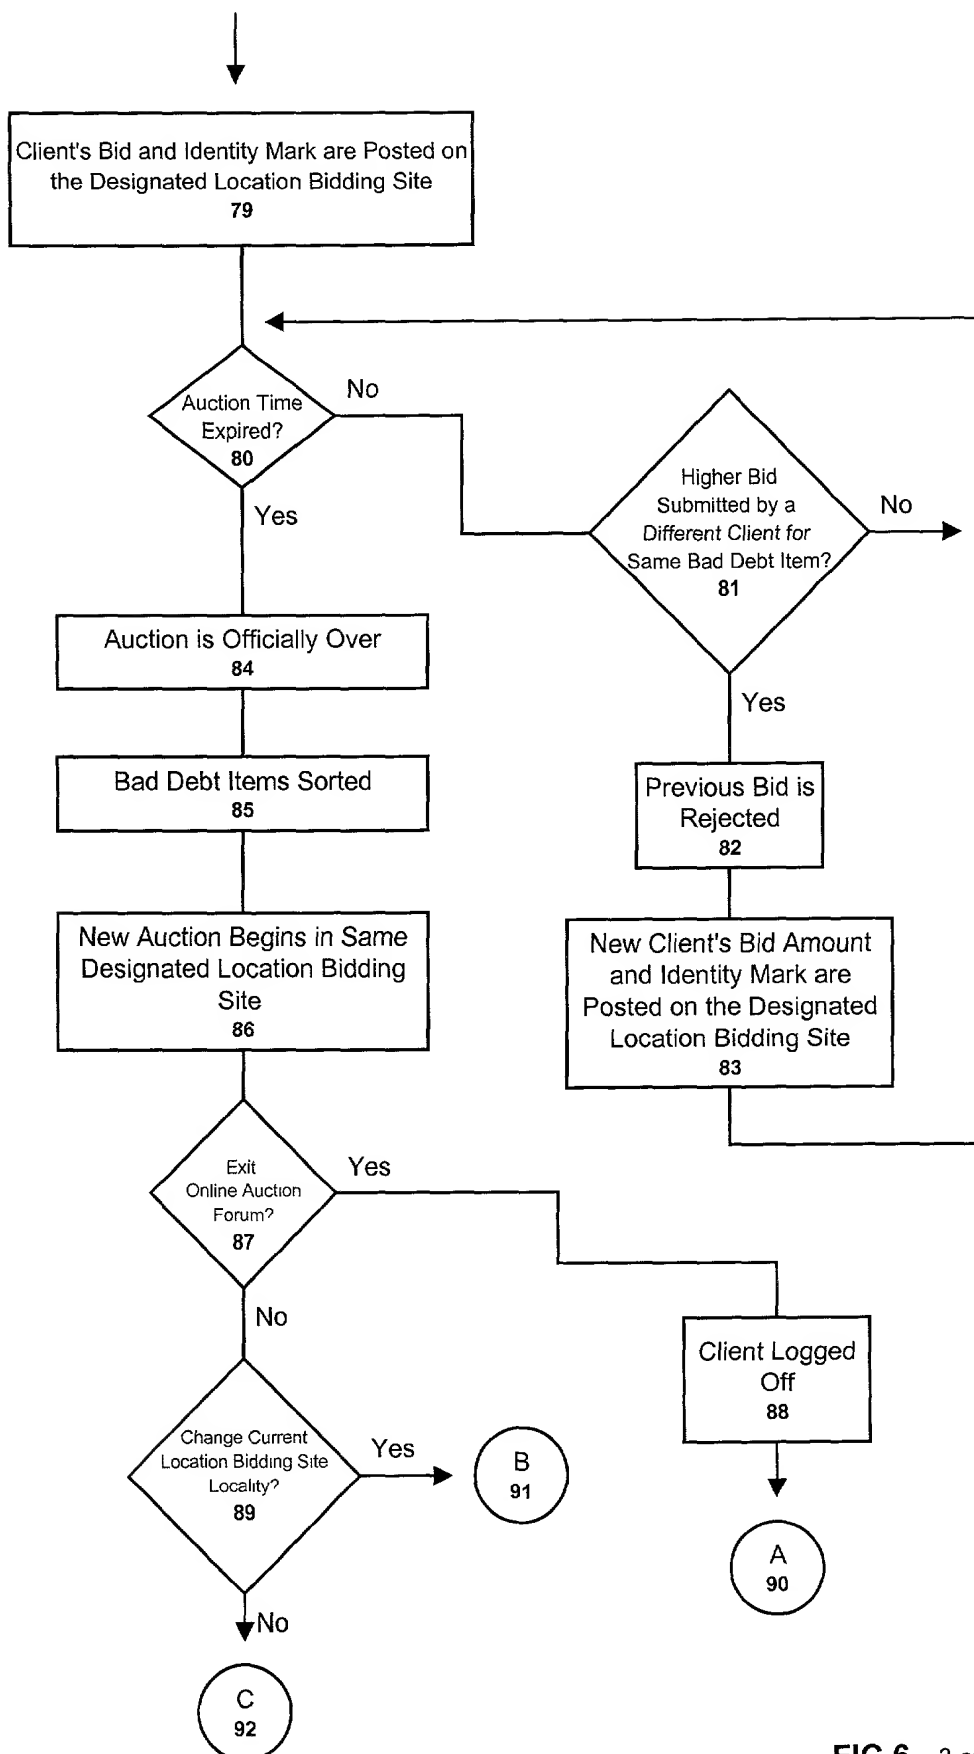 Client's Bid and Identity Mark are Posted on
the Designated Location Bidding Site
79
Auction Time
Expired?
80
No
Yes
Higher Bid
Submitted by a
Different Client for
Same Bad Debt Item?
81
No
Yes
Auction is Officially Over
84
Bad Debt Items Sorted
85
Previous Bid is
Rejected
82
New Auction Begins in Same
Designated Location Bidding
Site
86
New Client's Bid Amount
and Identity Mark are
Posted on the Designated
Location Bidding Site
83
Exit
Online Auction
Forum?
87
Yes
No
Client Logged
Off
88
Change Current
Location Bidding Site
Locality?
89
Yes
B
91
A
90
No
C
92
FIG 6